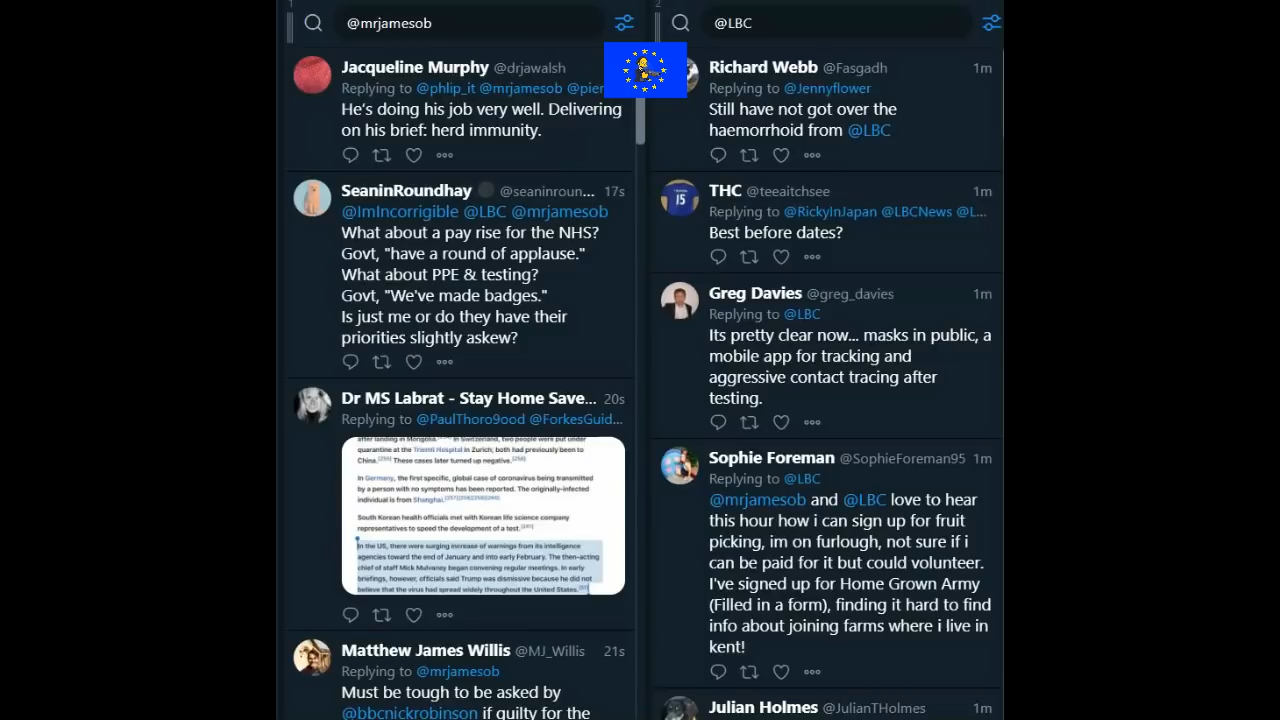 1
@mrjamesob
Jacqueline Murphy @drjawalsh
Replying to @phlip_it @mrjamesob @pier
He's doing his job very well. Delivering
on his brief: herd immunity.
SeaninRoundhay @seaninroun... 17s
@ImIncorrigible @LBC @mrjamesob
What about a pay rise for the NHS?
Govt, "have a round of applause."
What about PPE & testing?
Govt, "We've made badges."
Is just me or do they have their
priorities slightly askew?
Dr MS Labrat - Stay Home Save... 20s
Replying to @PaulThoro9ood @ForkesGuid...
after landing in Mongolia. In Switzerland, two people were put under
quarantine at the Triemli Hospital in Zurich; both had previously been to
China. These cases later turned up negative.
In Germany, the first specific, global case of coronavirus being transmitted
by a person with no symptoms has been reported. The originally-infected
individual is from Shanghai.
South Korean health officials met with Korean life science company
representatives to speed the development of a test.
In the US, there were surging increase of warnings from its intelligence
agencies toward the end of January and into early February. The then-acting
chief of staff Mick Mulvaney began convening regular meetings. In early
briefings, however, officials said Trump was dismissive because he did not
believe that the virus had spread widely throughout the United States.
Matthew James Willis @MJ_Willis 21s
Replying to @mrjamesob
Must be tough to be asked by
@bbcnickrobinson if guilty for the
2
@LBC
Richard Webb @Fasgadh 1m
Replying to @Jennyflower
Still have not got over the
haemorrhoid from @LBC
THC @teeaitchsee 1m
Replying to @RickyInJapan @LBCNews @L...
Best before dates?
Greg Davies @greg_davies 1m
Replying to @LBC
Its pretty clear now... masks in public, a
mobile app for tracking and
aggressive contact tracing after
testing.
Sophie Foreman @SophieForeman95 1m
Replying to @LBC
@mrjamesob and @LBC love to hear
this hour how i can sign up for fruit
picking, im on furlough, not sure if i
can be paid for it but could volunteer.
I've signed up for Home Grown Army
(Filled in a form), finding it hard to find
info about joining farms where i live in
kent!
Julian Holmes @JulianTHolmes 1m